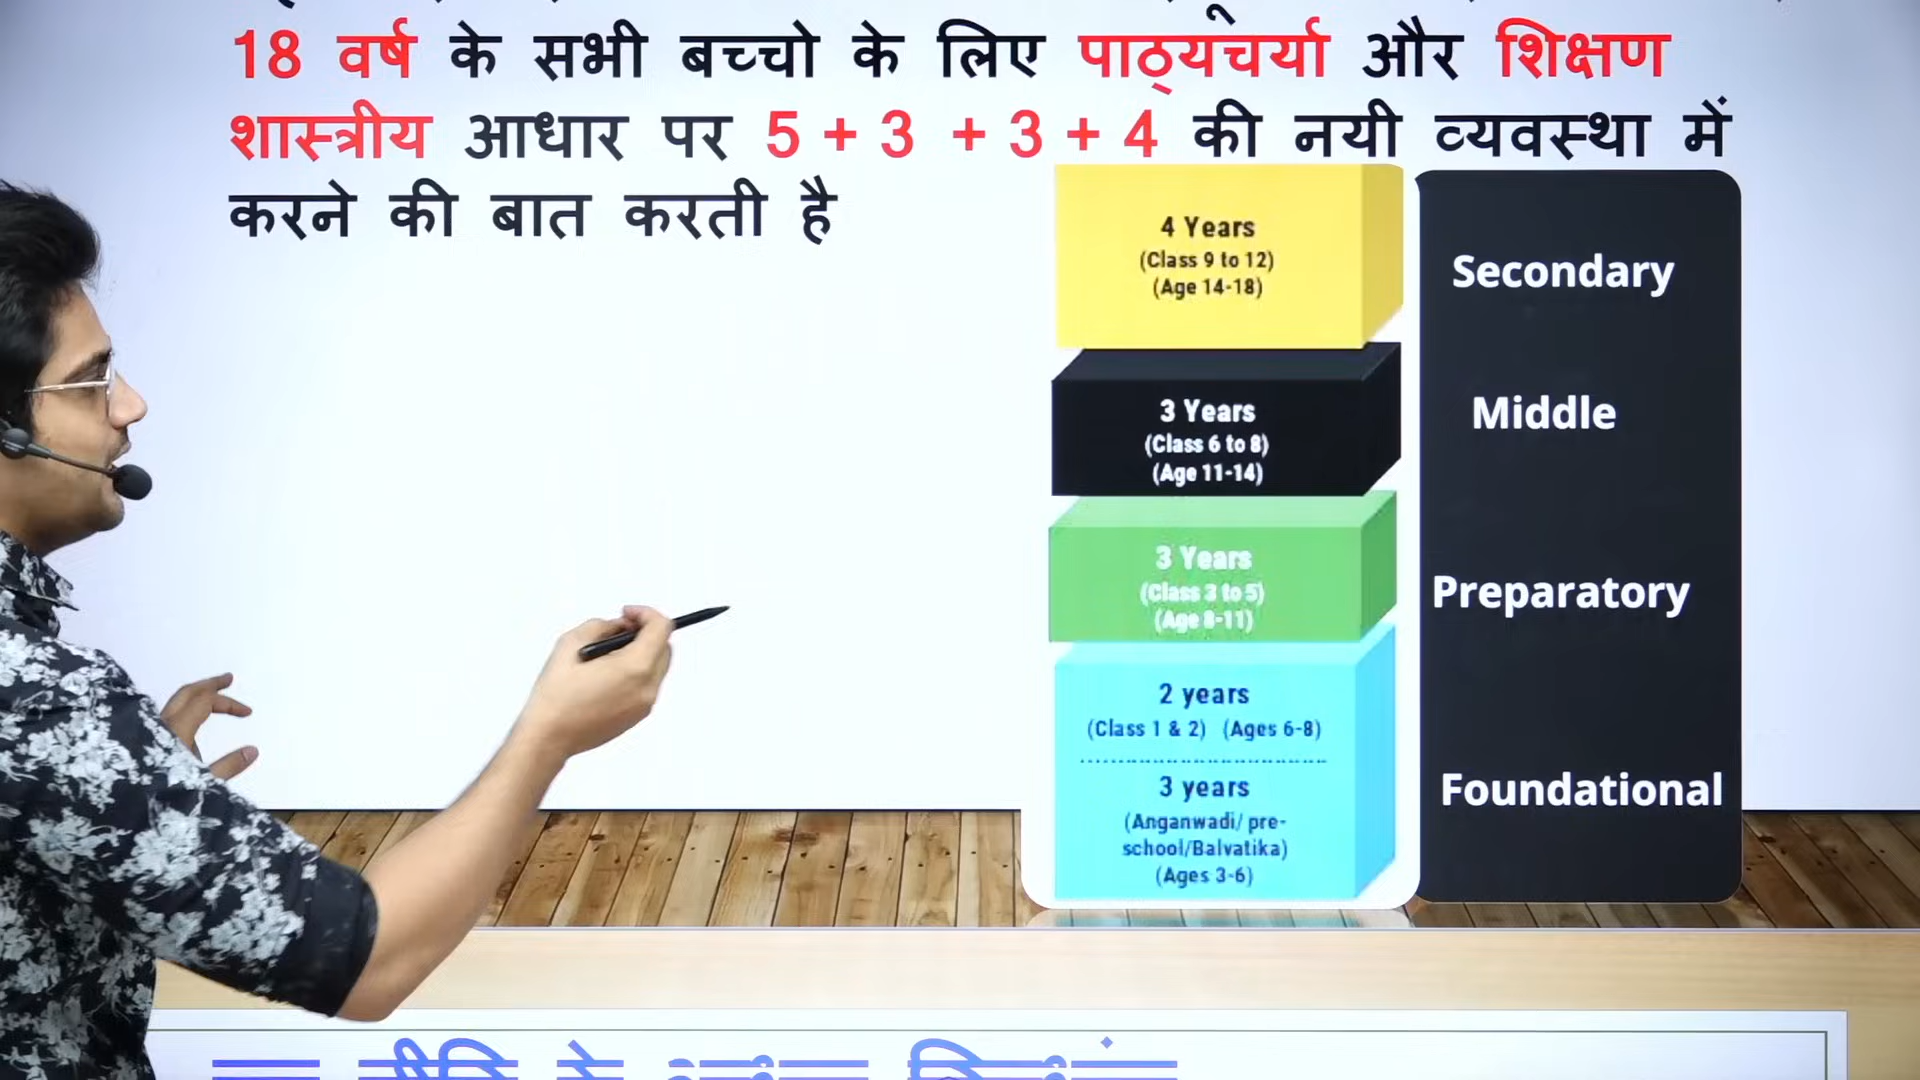 18 वर्ष के सभी बच्चो के लिए पाठ्यचर्या और शिक्षण
शास्त्रीय आधार पर 5 + 3 + 3 + 4 की नयी व्यवस्था में
करने की बात करती है
4 Years
(Class 9 to 12)
(Age 14-18)
Secondary
3 Years
(Class 6 to 8)
(Age 11-14)
Middle
3 Years
(Class 3 to 5)
(Age 8-11)
Preparatory
2 years
(Class 1 & 2) (Ages 6-8)
3 years
(Anganwadi/ pre-
school/Balvatika)
(Ages 3-6)
Foundational